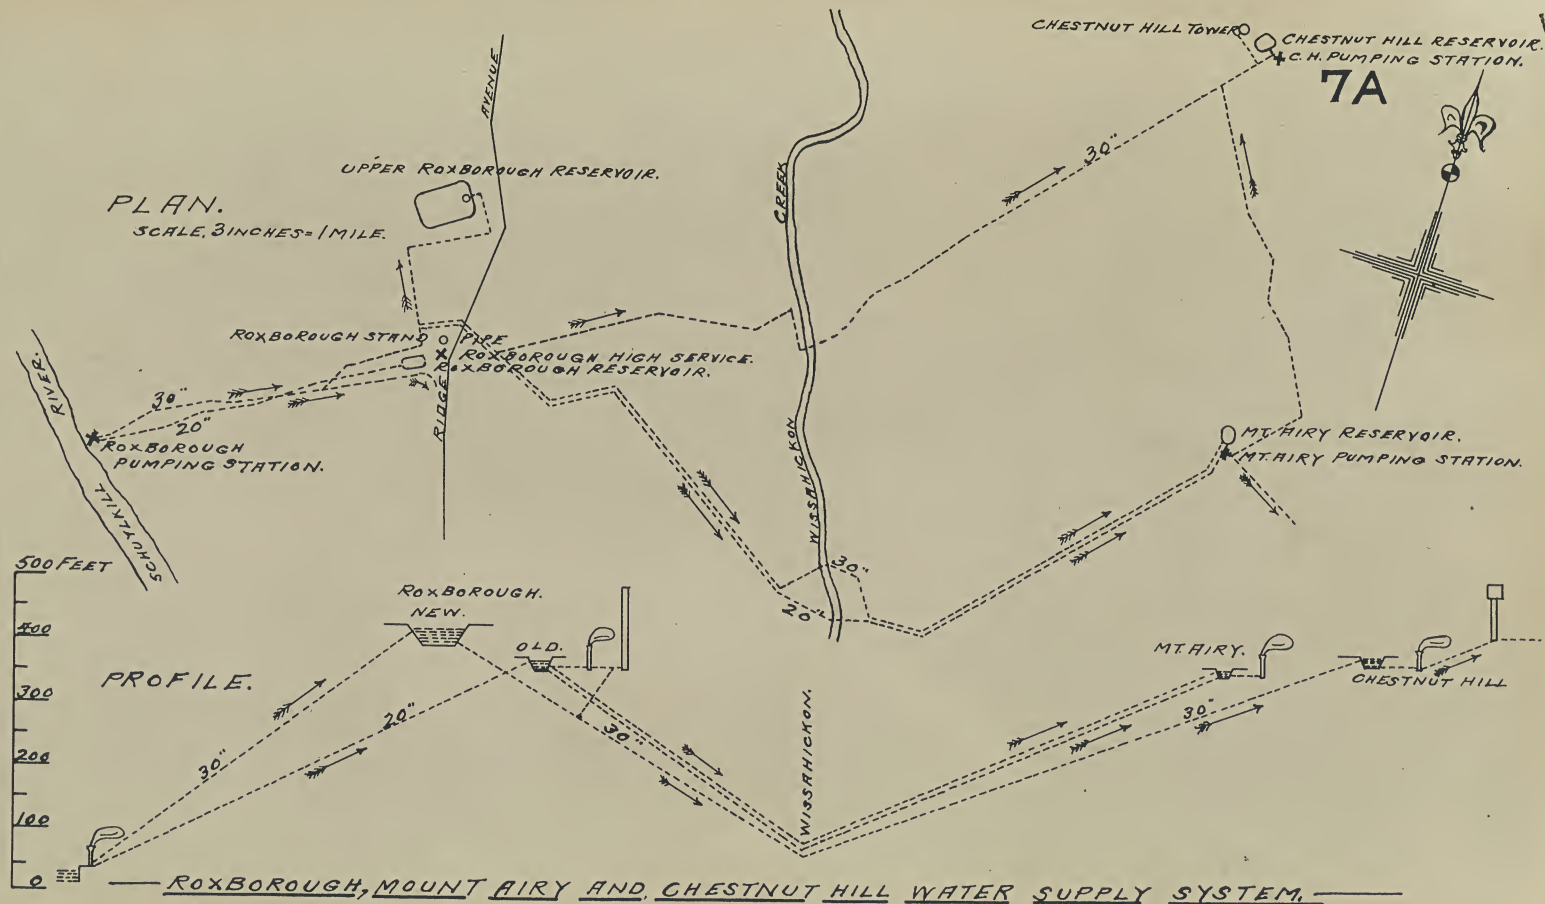 CHESTNUT HILL TOWER
CHESTNUT HILL RESERVOIR.
C.H. PUMPING STATION.
7A
AVENUE
UPPER ROXBOROUGH RESERVOIR.
PLAN.
SCALE, 3 INCHES = 1 MILE.
CREEK
30"
ROXBOROUGH STAND PIPE
ROXBOROUGH HIGH SERVICE.
ROXBOROUGH RESERVOIR.
RIDGE
RIVER.
30"
20"
ROXBOROUGH
PUMPING STATION.
SCHUYLKILL
MT. AIRY RESERVOIR.
MT. AIRY PUMPING STATION.
WISSAHICKON
30"
20"
500 FEET
400
300
200
100
0
PROFILE.
ROXBOROUGH.
NEW.
OLD.
30"
20"
30"
WISSAHICKON.
MT. AIRY.
CHESTNUT HILL
30"
ROXBOROUGH, MOUNT AIRY AND, CHESTNUT HILL WATER SUPPLY SYSTEM.